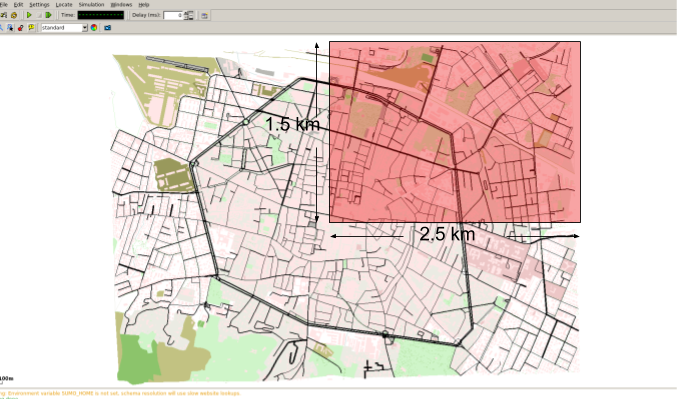 File Edit Settings Locate Simulation Windows Help
Time: Delay (ms): 0
standard
1.5 km
2.5 km
100m
Environment variable SUMO_HOME is not set, schema resolution will use slow website lookups.